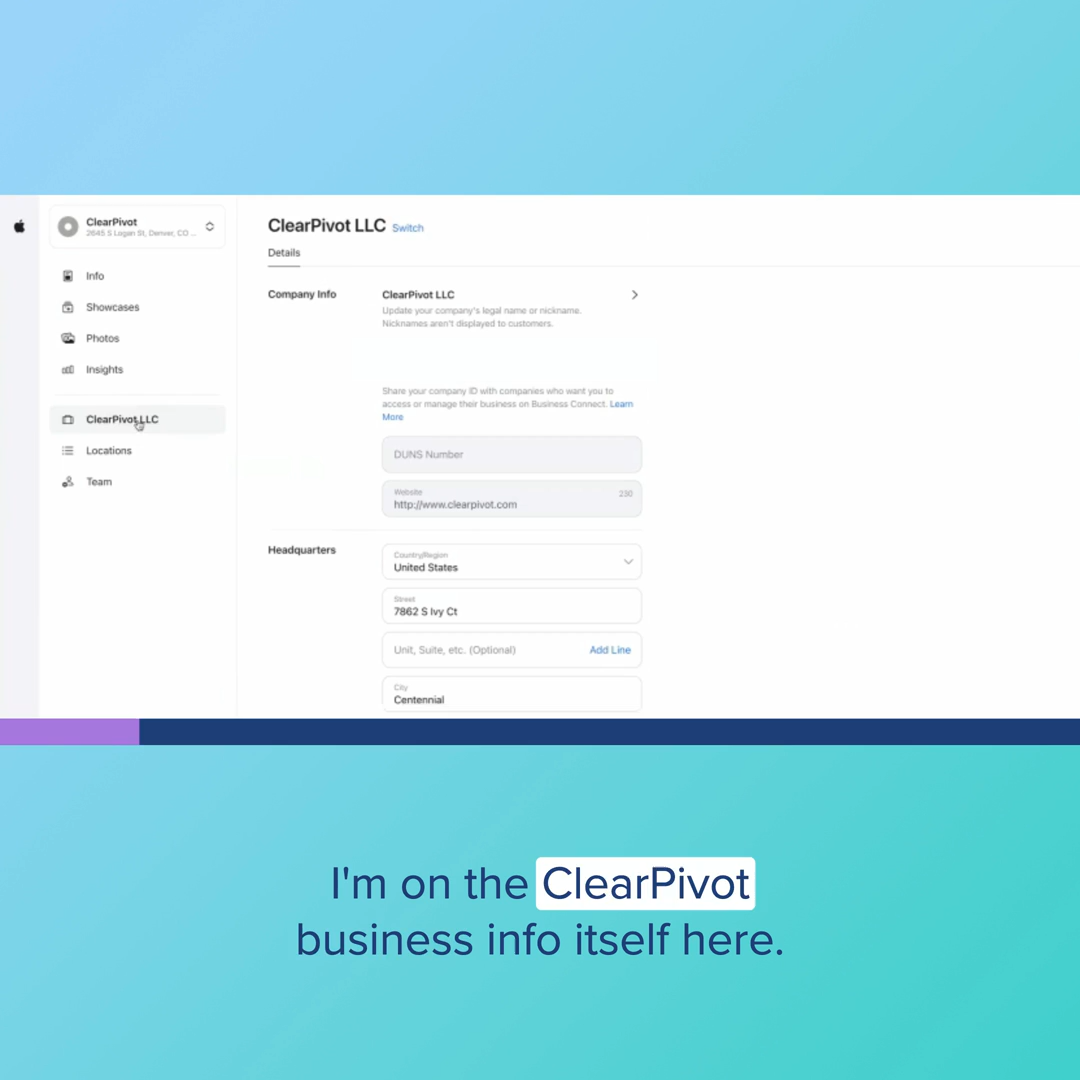 ClearPivot
2645 S Logan St, Denver, CO ...
Info
Showcases
Photos
Insights
ClearPivot LLC
Locations
Team
ClearPivot LLC Switch
Details
Company Info
ClearPivot LLC
Update your company's legal name or nickname.
Nicknames aren't displayed to customers.
Share your company ID with companies who want you to
access or manage their business on Business Connect. Learn
More
DUNS Number
Website
230
http://www.clearpivot.com
Headquarters
Country/Region
United States
Street
7862 S Ivy Ct
Unit, Suite, etc. (Optional) Add Line
City
Centennial
I'm on the ClearPivot
business info itself here.